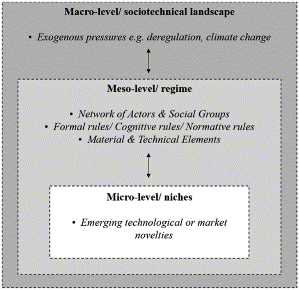 Macro-level/ sociotechnical landscape
• Exogenous pressures e.g. deregulation, climate change
Meso-level/ regime
• Network of Actors & Social Groups
• Formal rules/ Cognitive rules/ Normative rules
• Material & Technical Elements
Micro-level/ niches
• Emerging technological or market
novelties